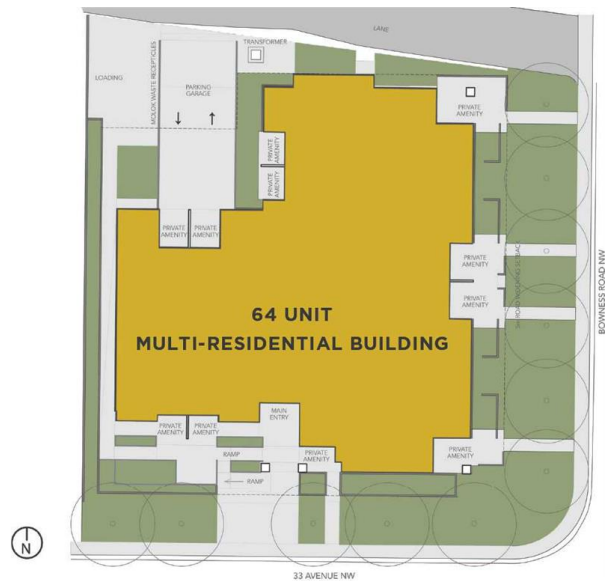 LANE
TRANSFORMER
LOADING
MOLOK WASTE RECEPTICLES
PARKING
GARAGE
PRIVATE
AMENITY
PRIVATE
AMENITY
PRIVATE
AMENITY
PRIVATE
AMENITY
PRIVATE
AMENITY
PRIVATE
AMENITY
PRIVATE
AMENITY
BOWNESS ROAD NW
64 UNIT
MULTI-RESIDENTIAL BUILDING
MAIN
ENTRY
PRIVATE
AMENITY
PRIVATE
AMENITY
PRIVATE
AMENITY
PRIVATE
AMENITY
RAMP
RAMP
N
33 AVENUE NW